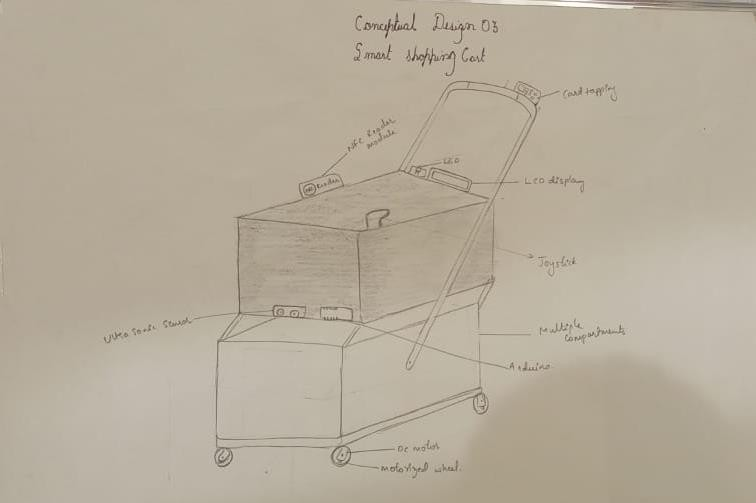 Conceptual Design 03
Smart shopping Cart
Card tapping
NFC Reader
module
Reader
LED
LCD display
Joystick
Ultra sonic sensor
Multiple
compartments
Arduino
DC motor
motorized wheel.